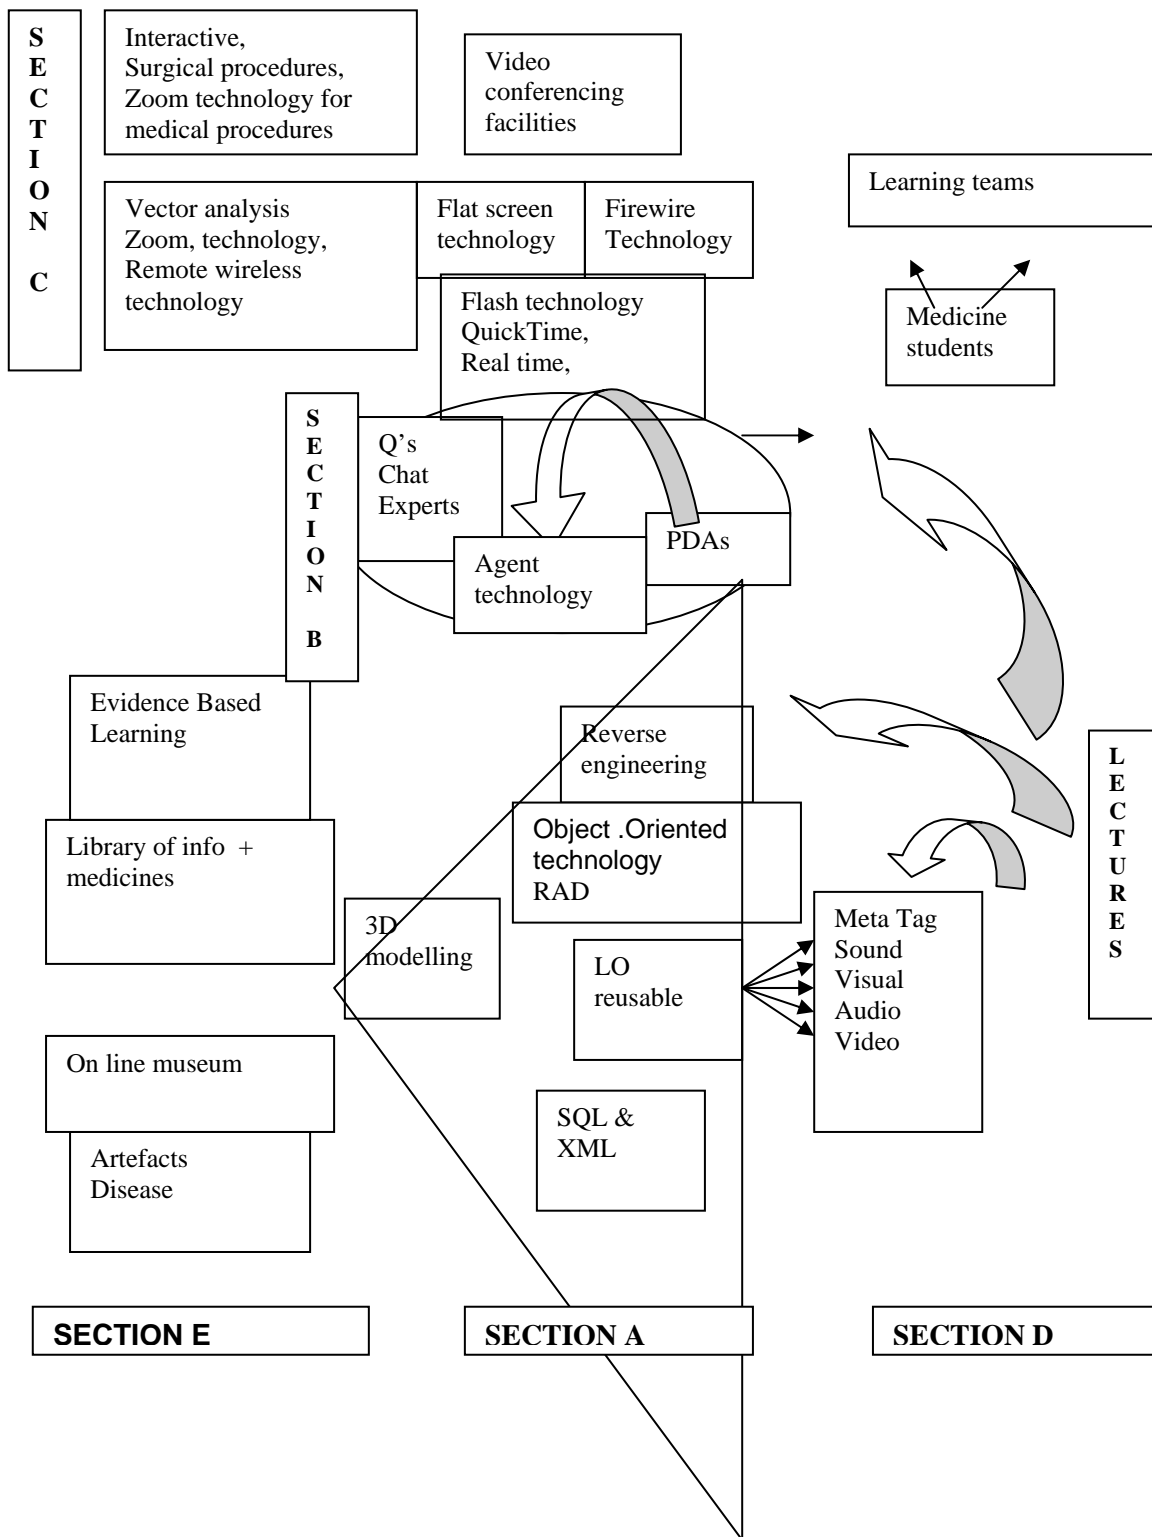 SECTION C
Interactive,
Surgical procedures,
Zoom technology for
medical procedures
Video
conferencing
facilities
Learning teams
Vector analysis
Zoom, technology,
Remote wireless
technology
Flat screen
technology
Firewire
Technology
Flash technology
QuickTime,
Real time,
Medicine
students
SECTION B
Q's
Chat
Experts
Agent
technology
PDAs
Evidence Based
Learning
Reverse
engineering
LECTURES
Library of info +
medicines
Object .Oriented
technology
RAD
3D
modelling
LO
reusable
Meta Tag
Sound
Visual
Audio
Video
On line museum
Artefacts
Disease
SQL &
XML
SECTION E
SECTION A
SECTION D